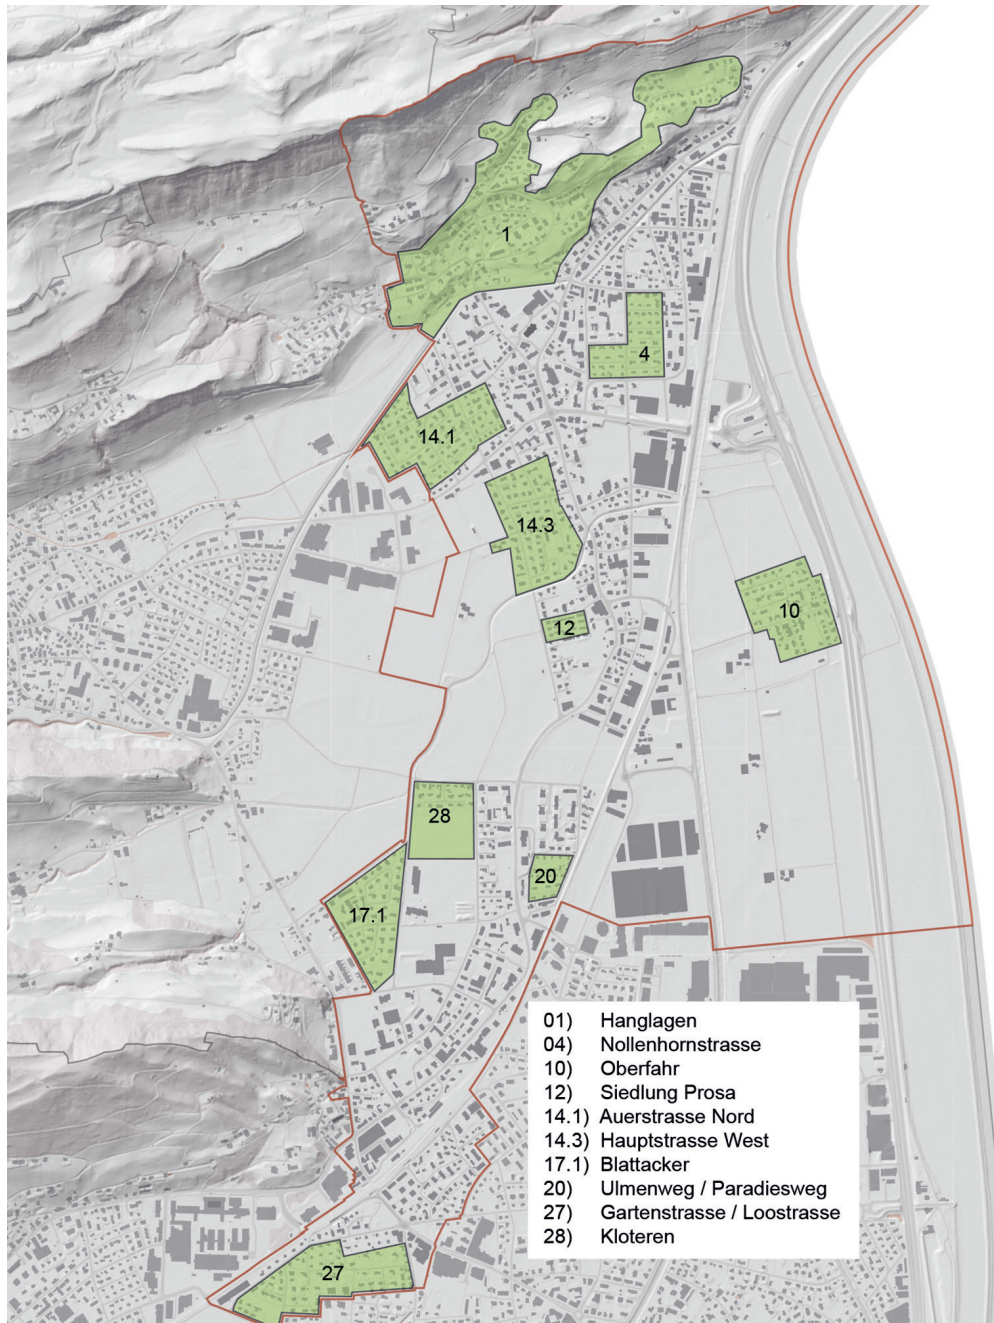 1
4
14.1
14.3
10
12
28
20
17.1
01) Hanglagen
04) Nollenhornstrasse
10) Oberfahr
12) Siedlung Prosa
14.1) Auerstrasse Nord
14.3) Hauptstrasse West
17.1) Blattacker
20) Ulmenweg / Paradiesweg
27) Gartenstrasse / Loostrasse
28) Kloteren
27